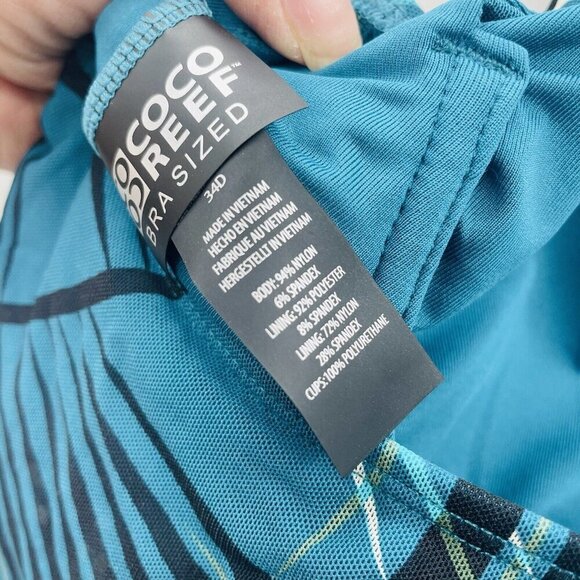 COCO
REEF™
BRA SIZED
34D
MADE IN VIETNAM
HECHO EN VIETNAM
FABRIQUE AU VIETNAM
HERGESTELLT IN VIETNAM
BODY: 94% NYLON
6% SPANDEX
LINING: 92% POLYESTER
8% SPANDEX
LINING: 72% NYLON
28% SPANDEX
CUPS: 100% POLYURETHANE